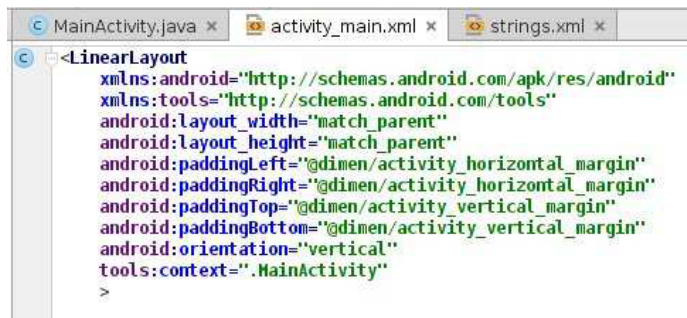 MainActivity.java × activity_main.xml × strings.xml ×
<LinearLayout
xmlns:android="http://schemas.android.com/apk/res/android"
xmlns:tools="http://schemas.android.com/tools"
android:layout_width="match_parent"
android:layout_height="match_parent"
android:paddingLeft="@dimen/activity_horizontal_margin"
android:paddingRight="@dimen/activity_horizontal_margin"
android:paddingTop="@dimen/activity_vertical_margin"
android:paddingBottom="@dimen/activity_vertical_margin"
android:orientation="vertical"
tools:context=".MainActivity"
>